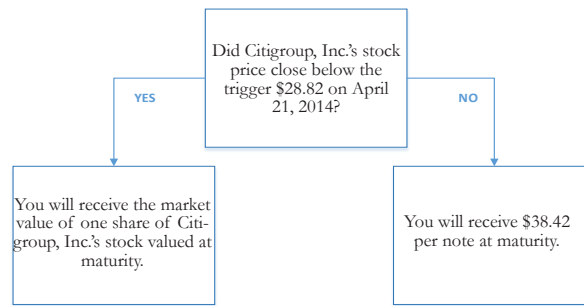 Did Citigroup, Inc.'s stock
price close below the
trigger $28.82 on April
21, 2014?
YES
NO
You will receive the market
value of one share of Citi-
group, Inc.'s stock valued at
maturity.
You will receive $38.42
per note at maturity.